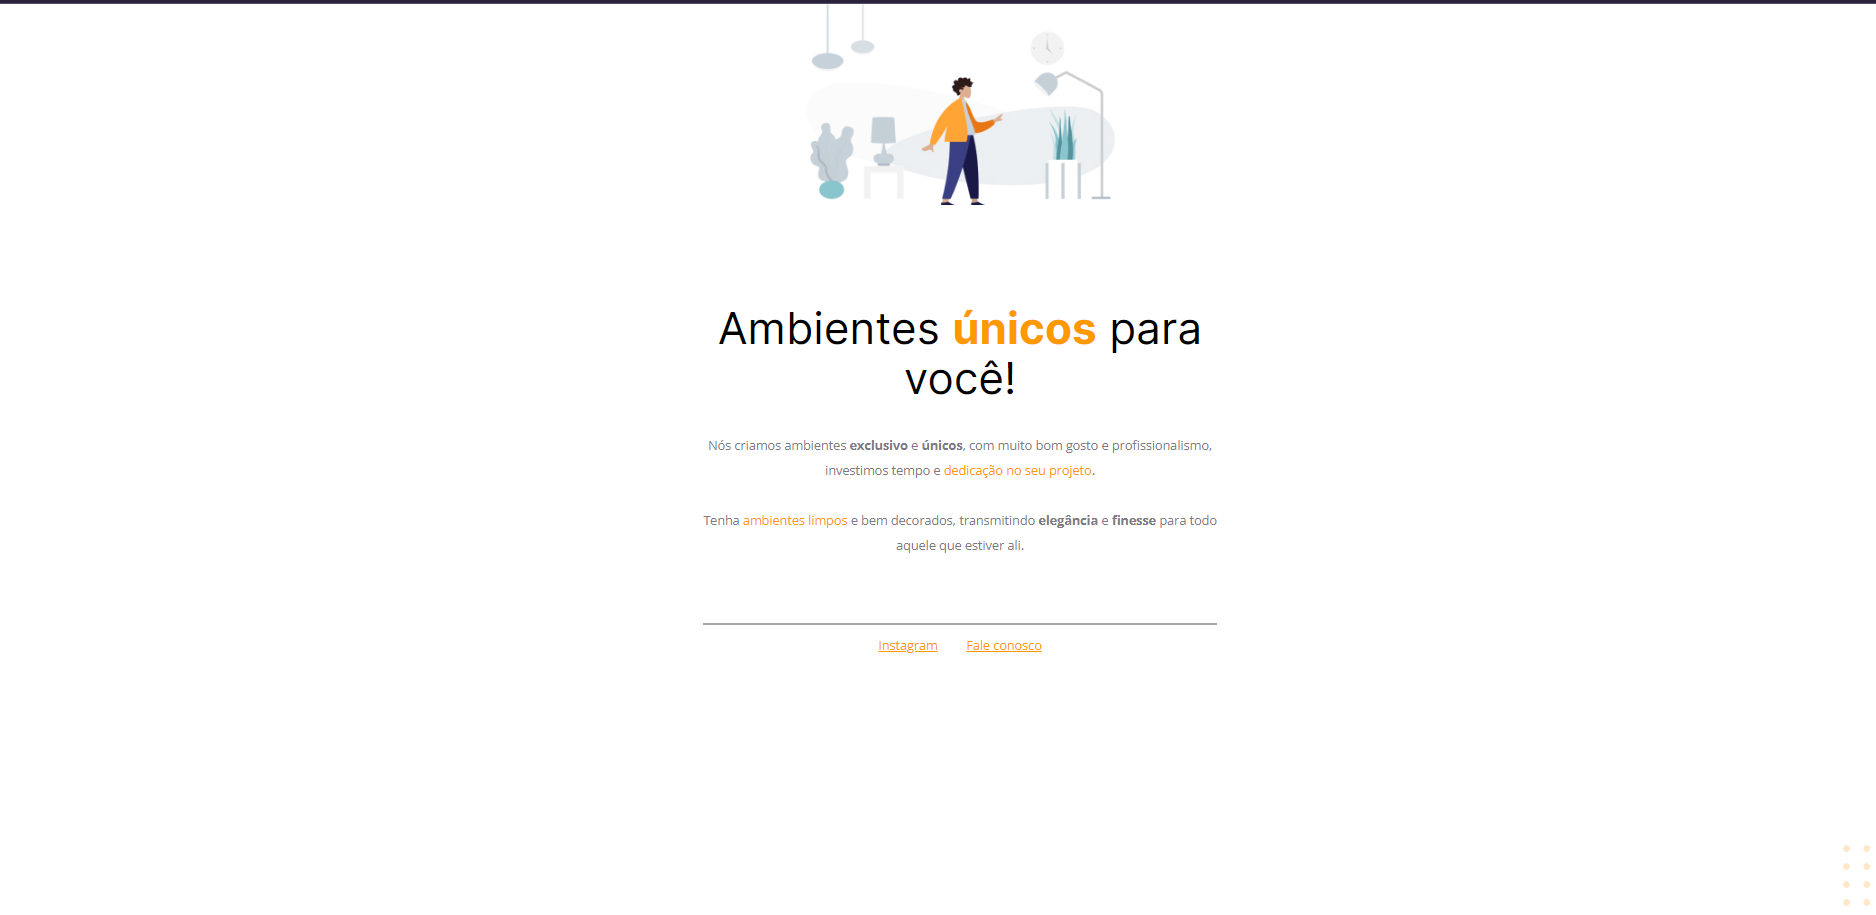 Ambientes únicos para
você!
Nós criamos ambientes exclusivo e únicos, com muito bom gosto e profissionalismo,
investimos tempo e dedicação no seu projeto.
Tenha ambientes limpos e bem decorados, transmitindo elegância e finesse para todo
aquele que estiver ali.
Instagram Fale conosco